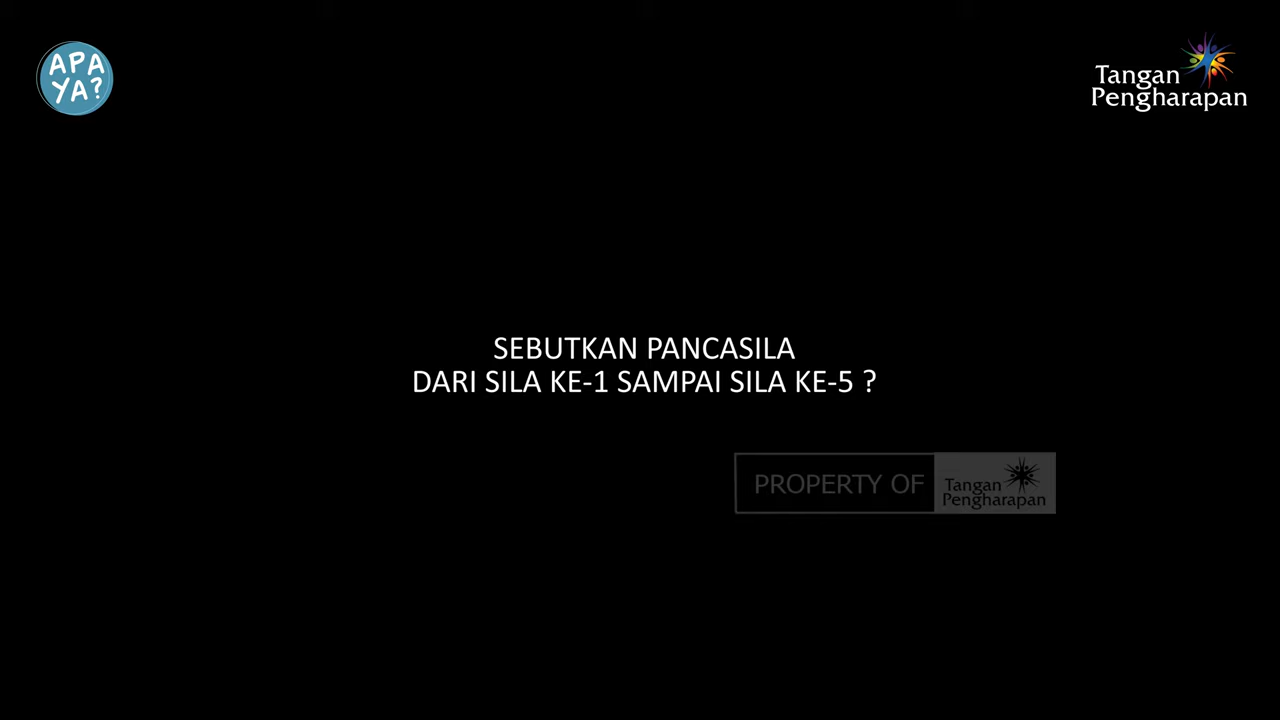 APA
YA?
Tangan
Pengharapan
SEBUTKAN PANCASILA
DARI SILA KE-1 SAMPAI SILA KE-5 ?
PROPERTY OF
Tangan
Pengharapan